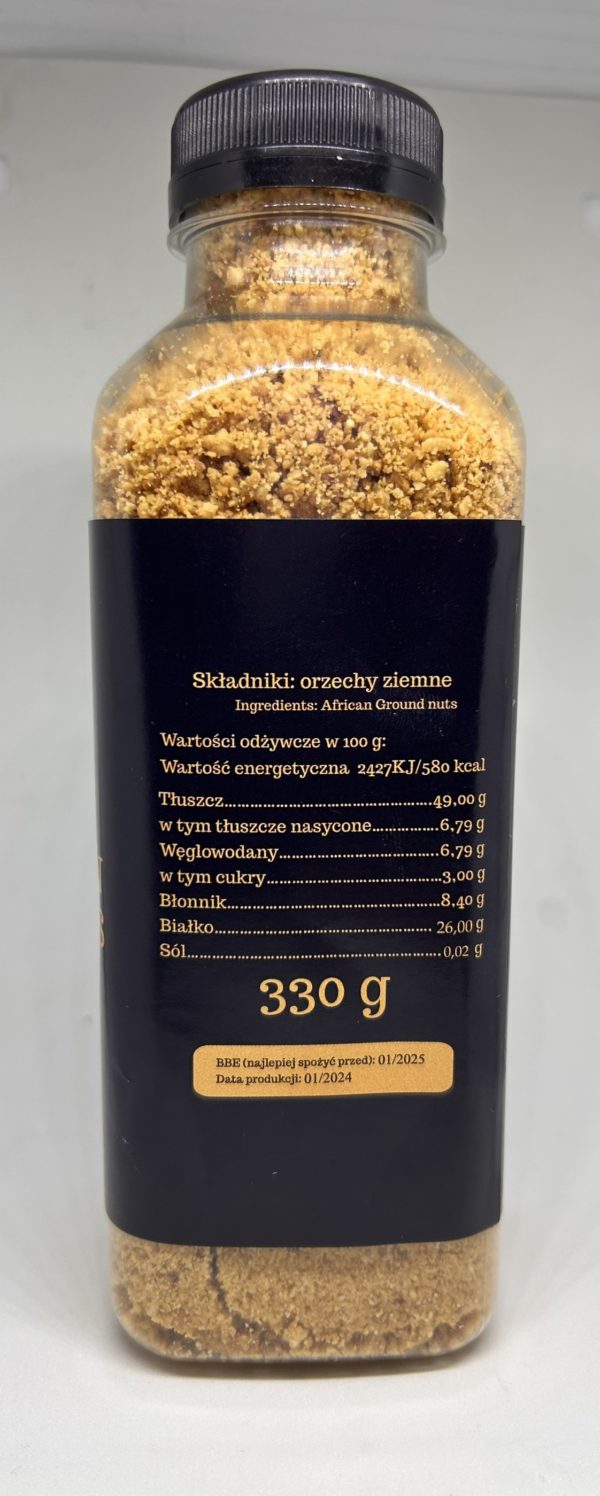 Składniki: orzechy ziemne
Ingredients: African Ground nuts
Wartości odżywcze w 100 g:
Wartość energetyczna 2427KJ/580 kcal
Tłuszcz..........................................49,00 g
w tym tłuszcze nasycone................6,79 g
Węglowodany................................6,79 g
w tym cukry...................................3,00 g
Błonnik..........................................8,40 g
Białko............................................ 26,00 g
Sól.................................................0,02 g
330 g
BBE (najlepiej spożyć przed): 01/2025
Data produkcji: 01/2024